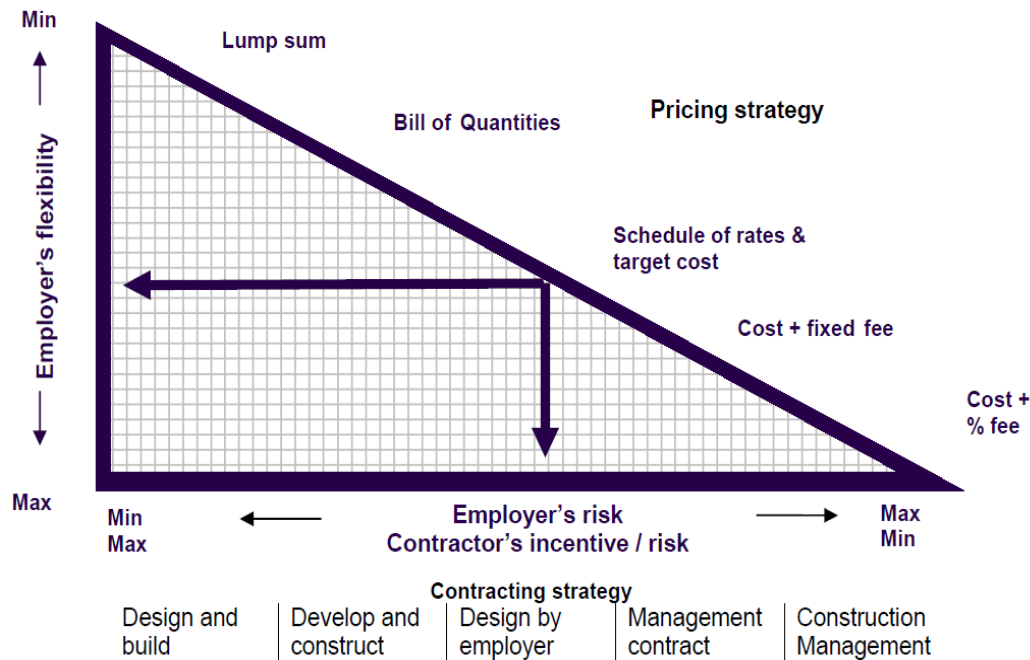 Min
Lump sum
Bill of Quantities
Pricing strategy
Employer's flexibility
Schedule of rates &
target cost
Cost + fixed fee
Cost +
% fee
Max
Min
Max
Employer's risk
Contractor's incentive / risk
Max
Min
Contracting strategy
Design and
build
Develop and
construct
Design by
employer
Management
contract
Construction
Management